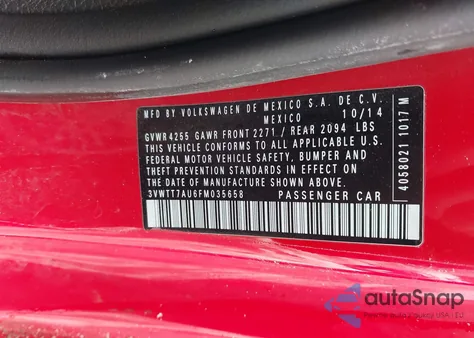 MFD BY VOLKSWAGEN DE MEXICO S.A. DE C.V.
MEXICO 10/14
GVWR 4265 GAWR FRONT 2271 / REAR 2094 LBS
THIS VEHICLE CONFORMS TO ALL APPLICABLE U.S.
FEDERAL MOTOR VEHICLE SAFETY, BUMPER AND
THEFT PREVENTION STANDARDS IN EFFECT ON
THE DATE OF MANUFACTURE SHOWN ABOVE.
3VWTT7AU6FM035658 PASSENGER CAR
4058021 1017 M
autoSnap